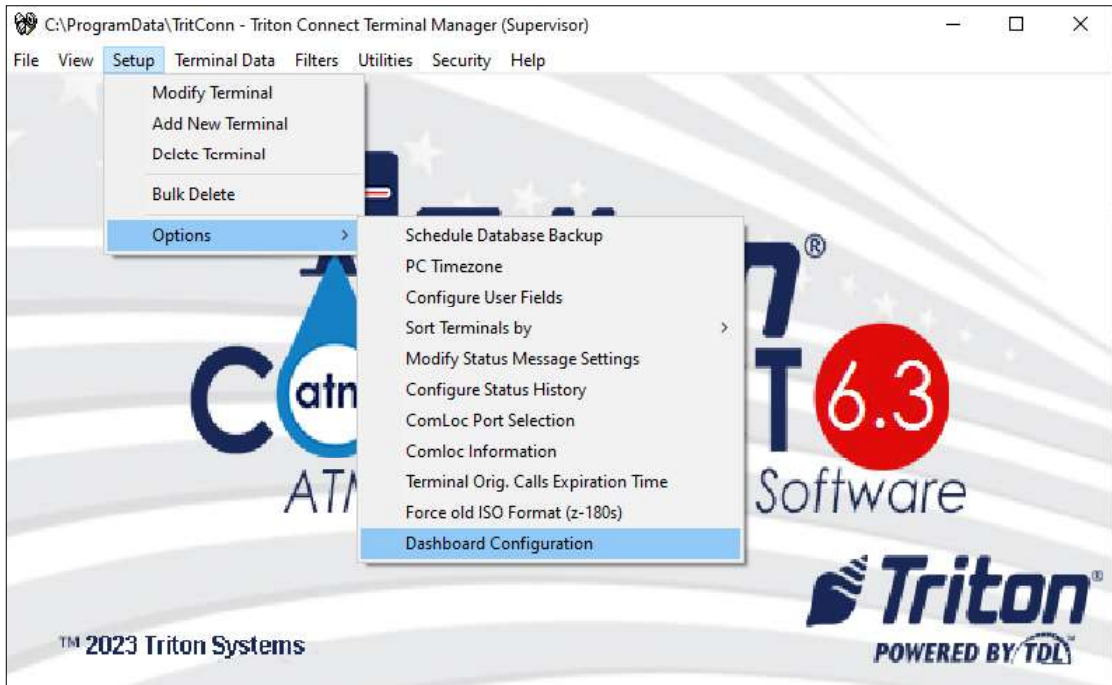 C:\ProgramData\TritConn - Triton Connect Terminal Manager (Supervisor)
File View Setup Terminal Data Filters Utilities Security Help
Modify Terminal
Add New Terminal
Delete Terminal
Bulk Delete
Options
Schedule Database Backup
PC Timezone
Configure User Fields
Sort Terminals by
Modify Status Message Settings
Configure Status History
ComLoc Port Selection
Comloc Information
Terminal Orig. Calls Expiration Time
Force old ISO Format (z-180s)
Dashboard Configuration
®
atm
6.3
Software
Triton®
™ 2023 Triton Systems
POWERED BY TDL™